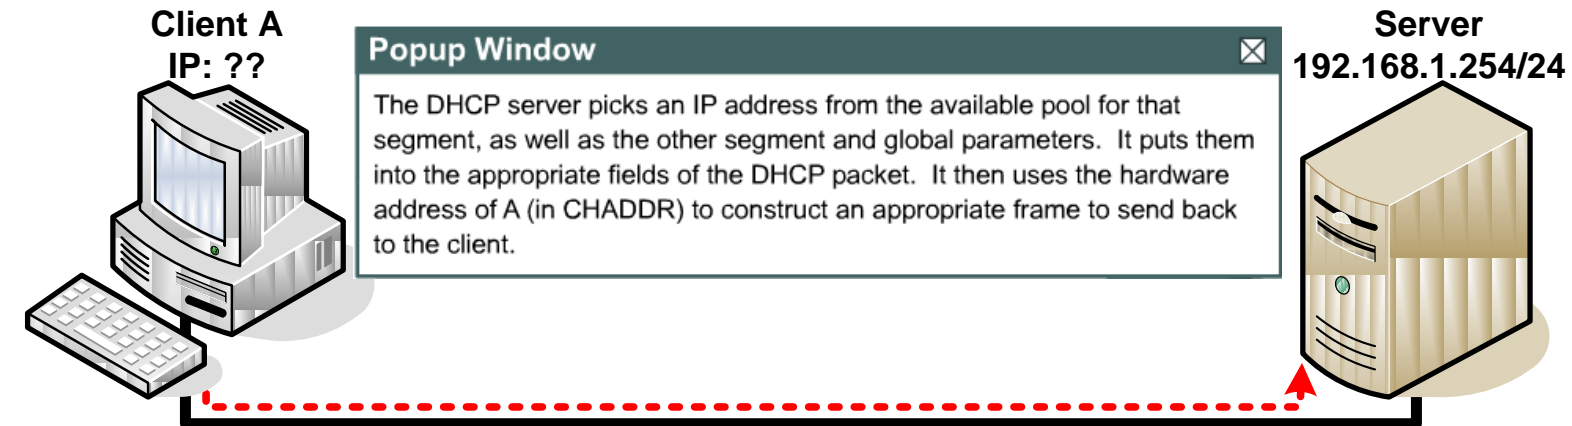 Client A
IP: ??
Popup Window
The DHCP server picks an IP address from the available pool for that
segment, as well as the other segment and global parameters.  It puts them
into the appropriate fields of the DHCP packet.  It then uses the hardware
address of A (in CHADDR) to construct an appropriate frame to send back
to the client.
Server
192.168.1.254/24